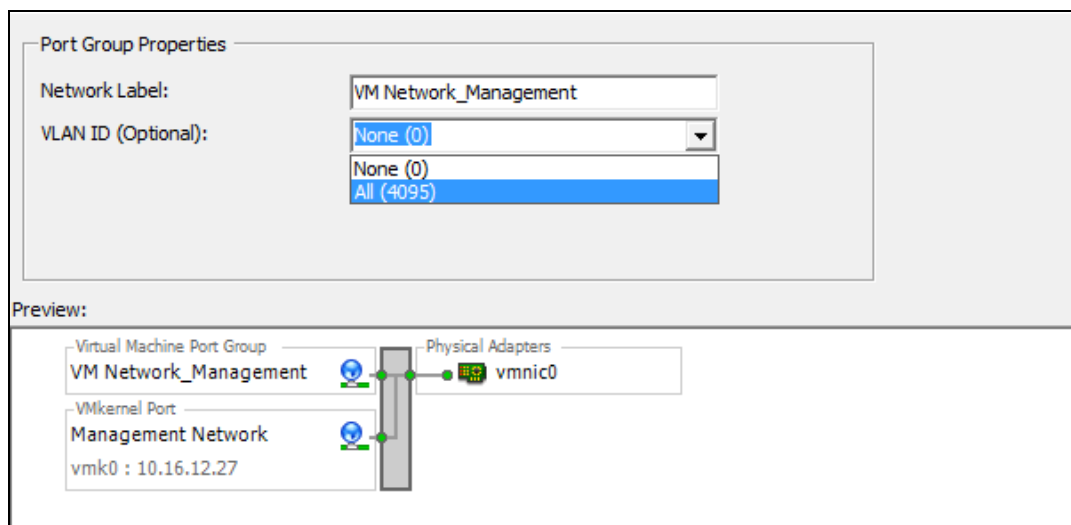 Port Group Properties
Network Label:
VM Network_Management
VLAN ID (Optional):
None (0)
None (0)
All (4095)
Preview:
Virtual Machine Port Group
VM Network_Management
Physical Adapters
vmnic0
VMkernel Port
Management Network
vmk0 : 10.16.12.27